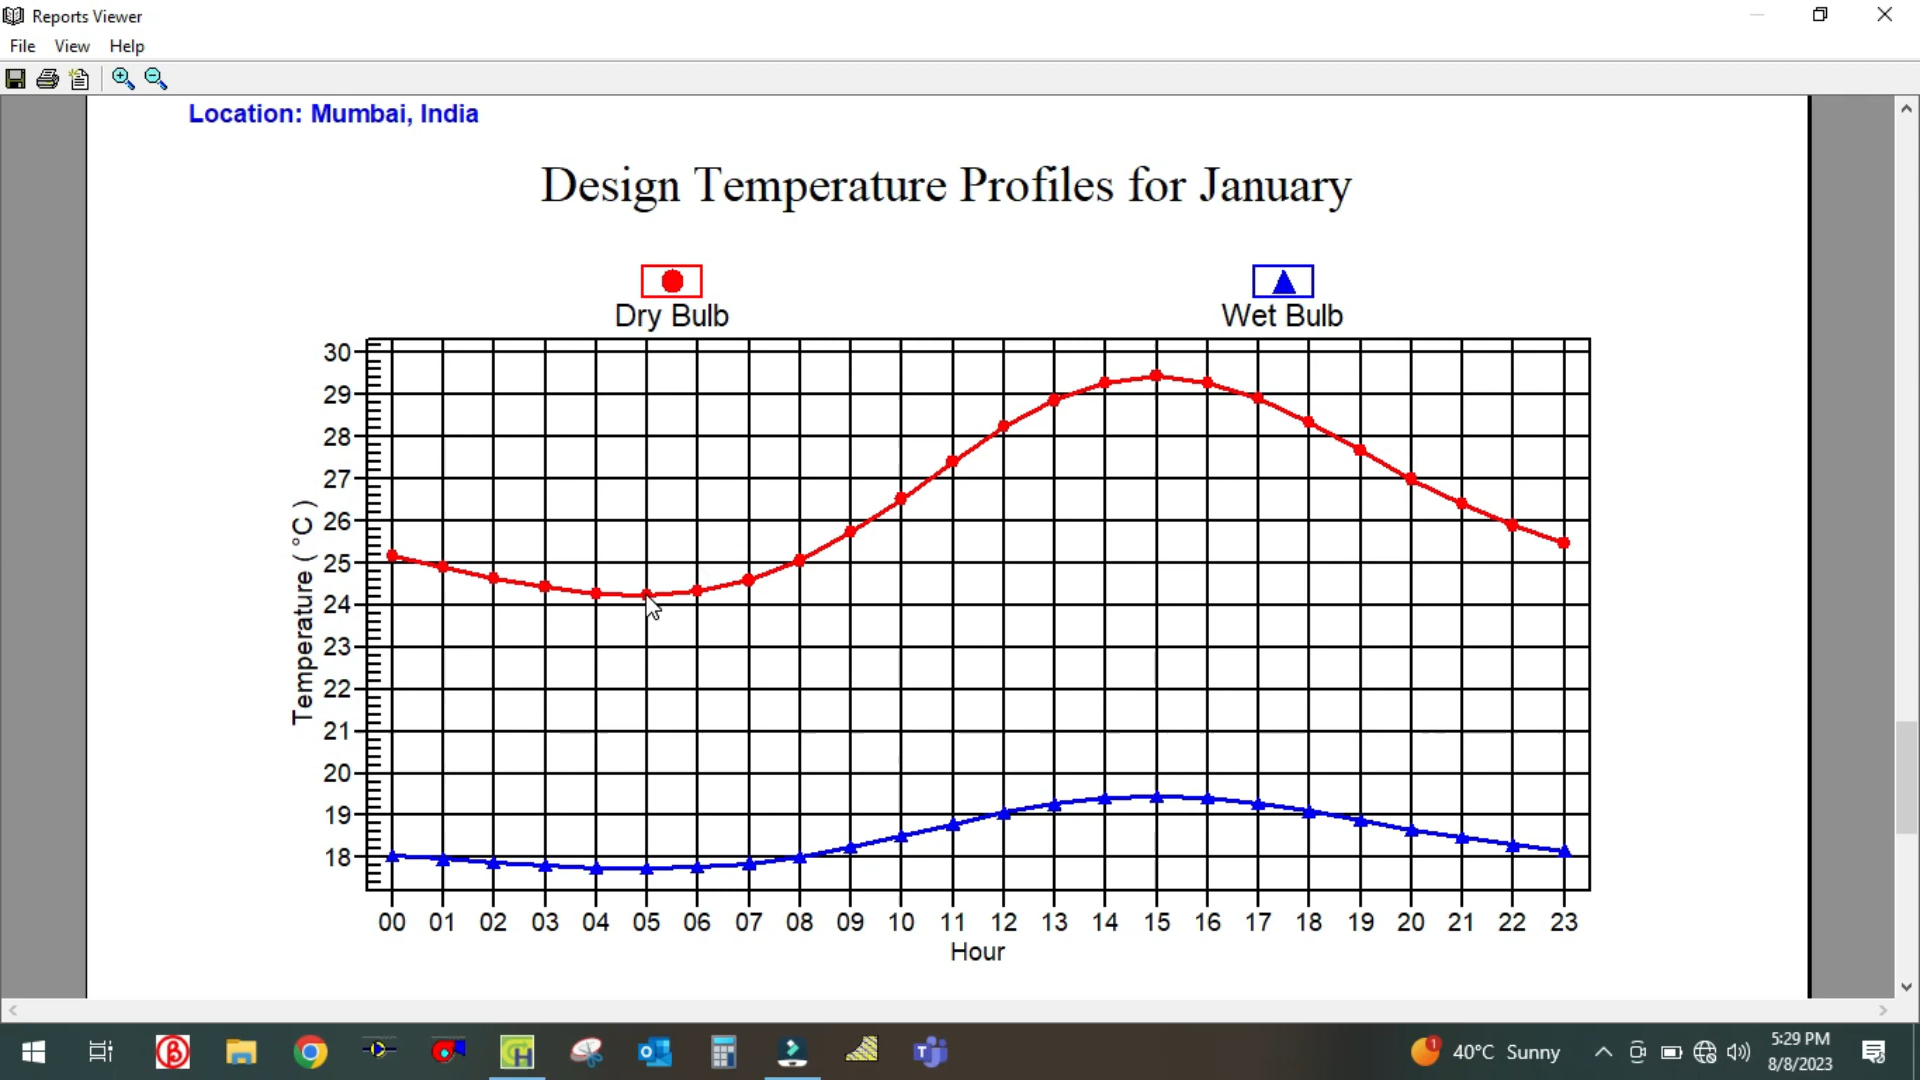 Reports Viewer
File View Help
Location: Mumbai, India
Design Temperature Profiles for January
Dry Bulb Wet Bulb
30
29
28
27
26
25
24
23
22
21
20
19
18
Temperature ( °C )
00 01 02 03 04 05 06 07 08 09 10 11 12 13 14 15 16 17 18 19 20 21 22 23
Hour
1
40°C Sunny
5:29 PM
8/8/2023